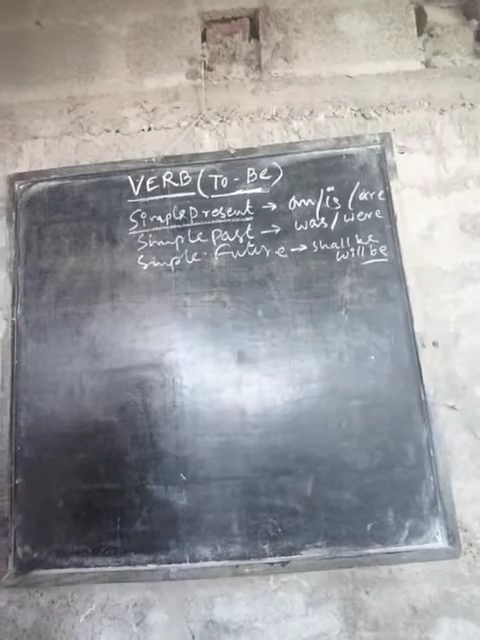 VERB (TO-BE)
Simple present → am/is/are
Simple past → was/were
Simple Future → shall be
will be